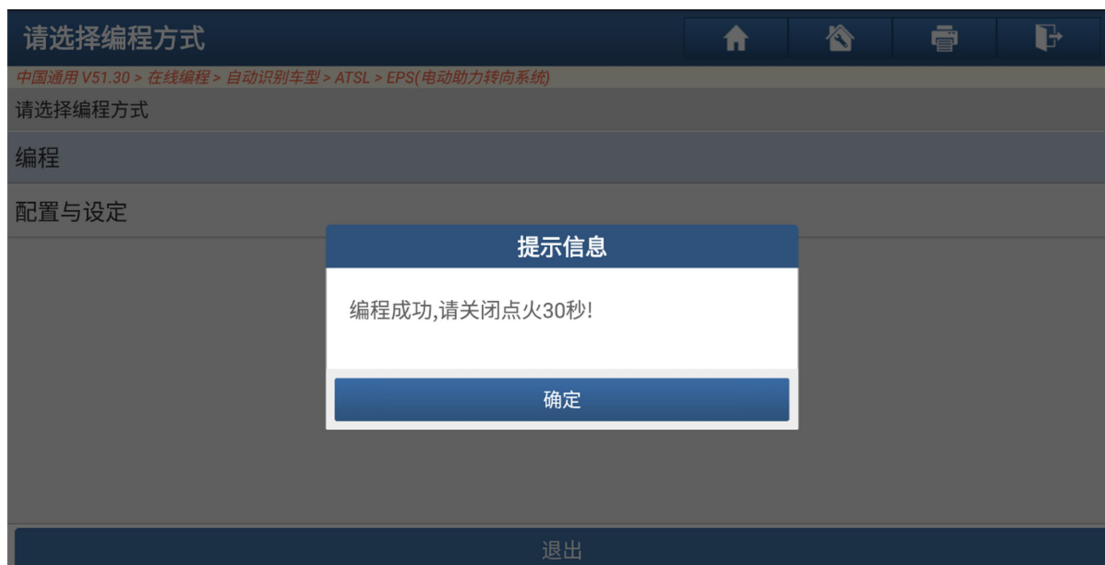 请选择编程方式
中国通用 V51.30 > 在线编程 > 自动识别车型 > ATSL > EPS(电动助力转向系统)
请选择编程方式
编程
配置与设定
提示信息
编程成功,请关闭点火30秒!
确定
退出